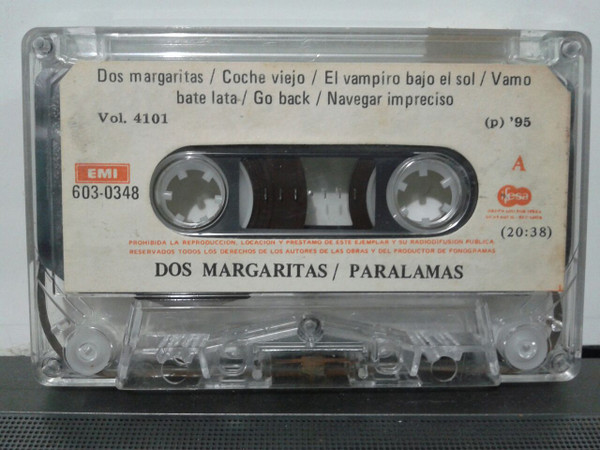 Dos margaritas / Coche viejo / El vampiro bajo el sol / Vamo
bate lata / Go back / Navegar impreciso
Vol. 4101
(p) '95
EMI
603-0348
A
fesa
(20:38)
PROHIBIDA LA REPRODUCCION, LOCACION Y PRESTAMO DE ESTE EJEMPLAR Y SU RADIODIFUSION PUBLICA
RESERVADOS TODOS LOS DERECHOS DE LOS AUTORES DE LAS OBRAS Y DEL PRODUCTOR DE FONOGRAMAS
DOS MARGARITAS / PARALAMAS